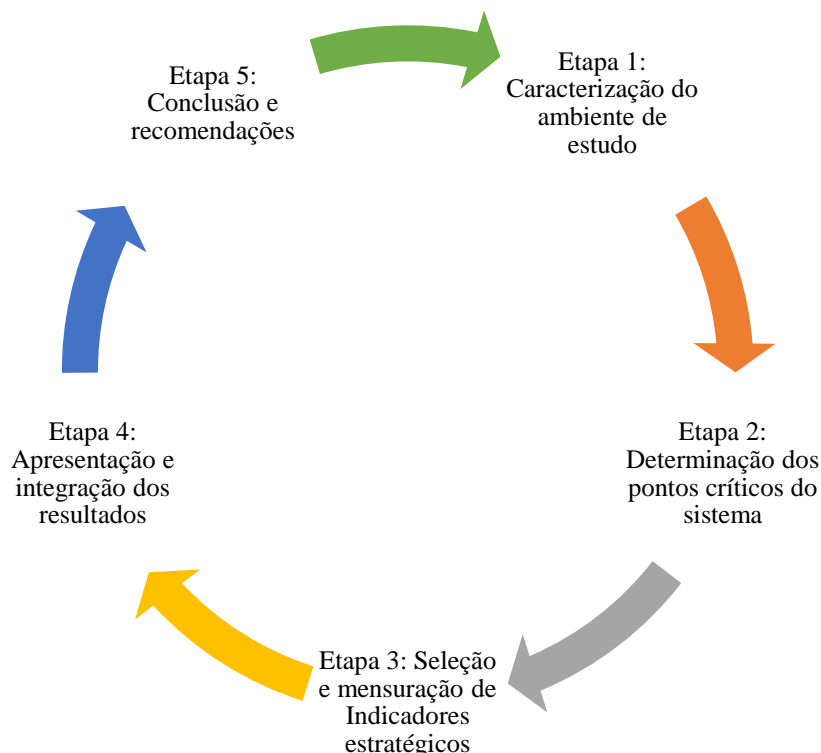 Etapa 1:
Caracterização do
ambiente de
estudo
Etapa 2:
Determinação dos
pontos críticos do
sistema
Etapa 3: Seleção
e mensuração de
Indicadores
estratégicos
Etapa 4:
Apresentação e
integração dos
resultados
Etapa 5:
Conclusão e
recomendações